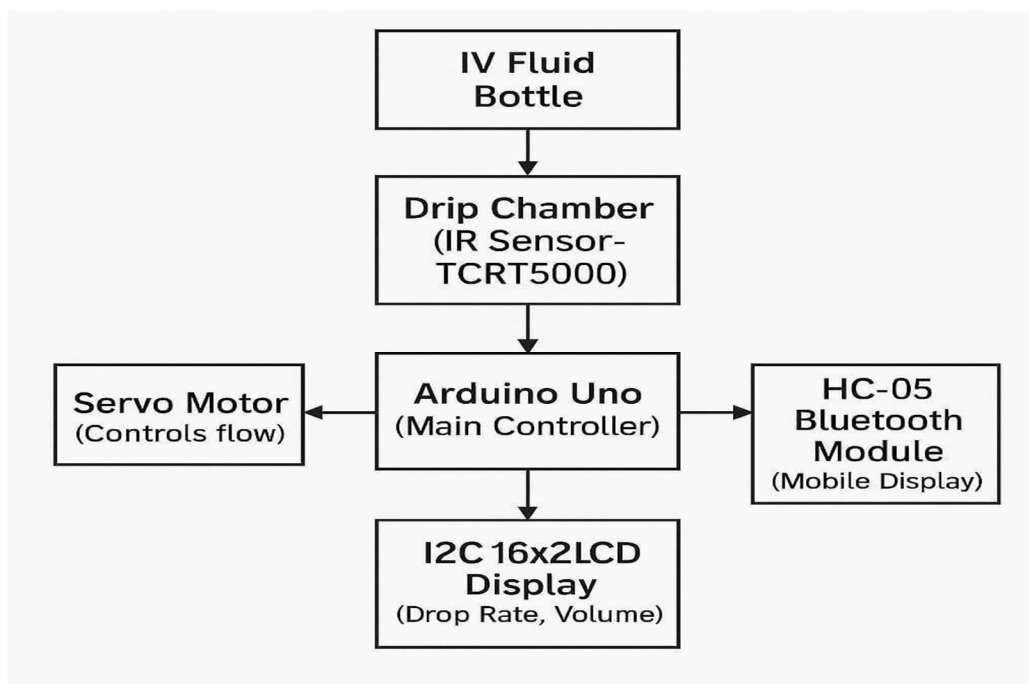 IV Fluid
Bottle
Drip Chamber
(IR Sensor-
TCRT5000)
Servo Motor
(Controls flow)
Arduino Uno
(Main Controller)
HC-05
Bluetooth
Module
(Mobile Display)
I2C 16x2LCD
Display
(Drop Rate, Volume)